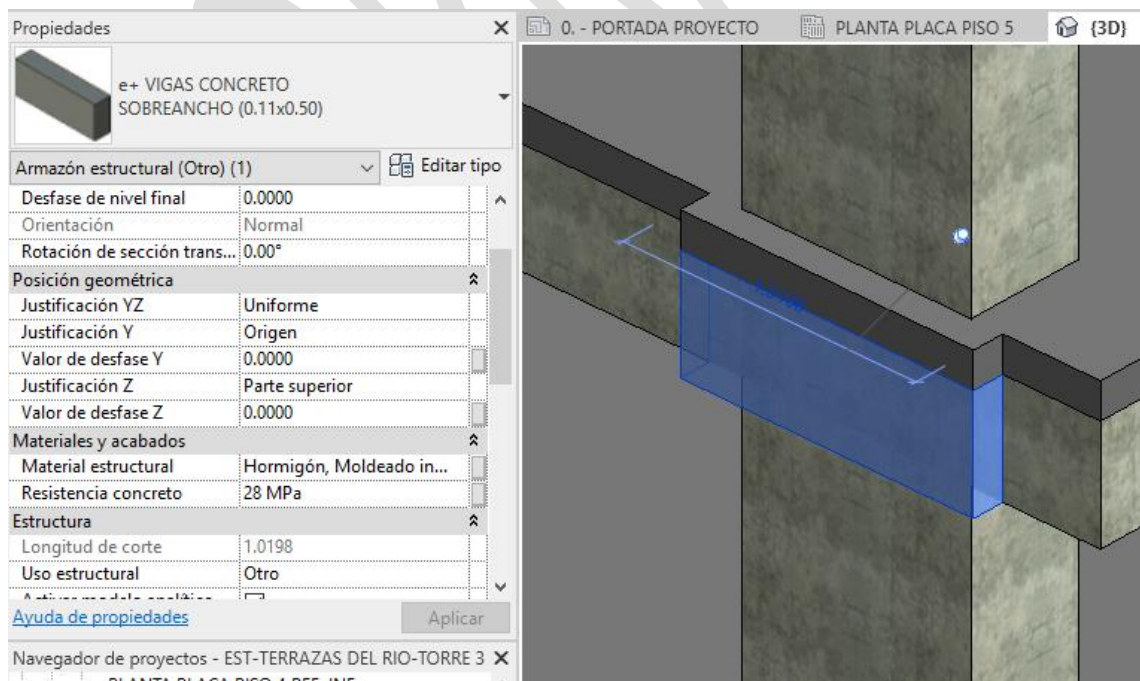 Propiedades
0. - PORTADA PROYECTO
PLANTA PLACA PISO 5
{3D}
e+ VIGAS CONCRETO
SOBREANCHO (0.11x0.50)
Armazón estructural (Otro) (1)
Editar tipo
Desfase de nivel final 0.0000
Orientación Normal
Rotación de sección trans... 0.00°
Posición geométrica
Justificación YZ Uniforme
Justificación Y Origen
Valor de desfase Y 0.0000
Justificación Z Parte superior
Valor de desfase Z 0.0000
Materiales y acabados
Material estructural Hormigón, Moldeado in...
Resistencia concreto 28 MPa
Estructura
Longitud de corte 1.0198
Uso estructural Otro
Ayuda de propiedades
Aplicar
Navegador de proyectos - EST-TERRAZAS DEL RIO-TORRE 3